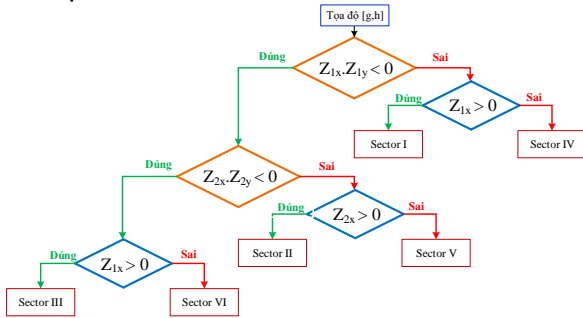 Tọa độ [g,h]
Đúng
Z1x.Z1y < 0
Sai
Đúng
Z1x > 0
Sai
Sector I
Sector IV
Đúng
Z2x.Z2y < 0
Sai
Đúng
Z2x > 0
Sai
Sector II
Sector V
Đúng
Z1x > 0
Sai
Sector III
Sector VI